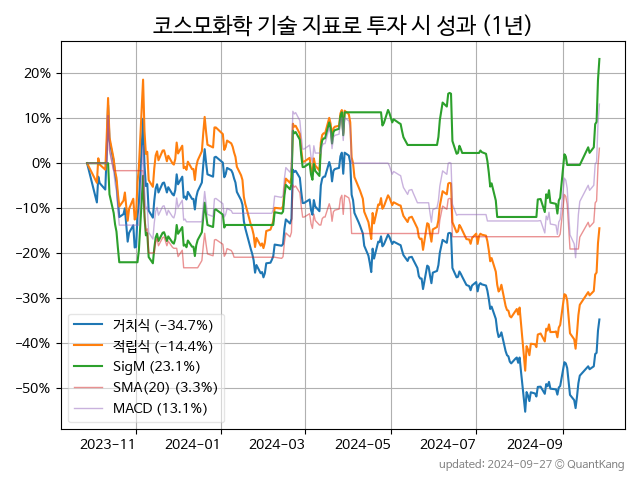 코스모화학 기술 지표로 투자 시 성과 (1년)
20%
10%
0%
−10%
−20%
−30%
−40%
−50%
거치식 (−34.7%)
적립식 (−14.4%)
SigM (23.1%)
SMA(20) (3.3%)
MACD (13.1%)
2023-11
2024-01
2024-03
2024-05
2024-07
2024-09
updated: 2024-09-27 © QuantKang